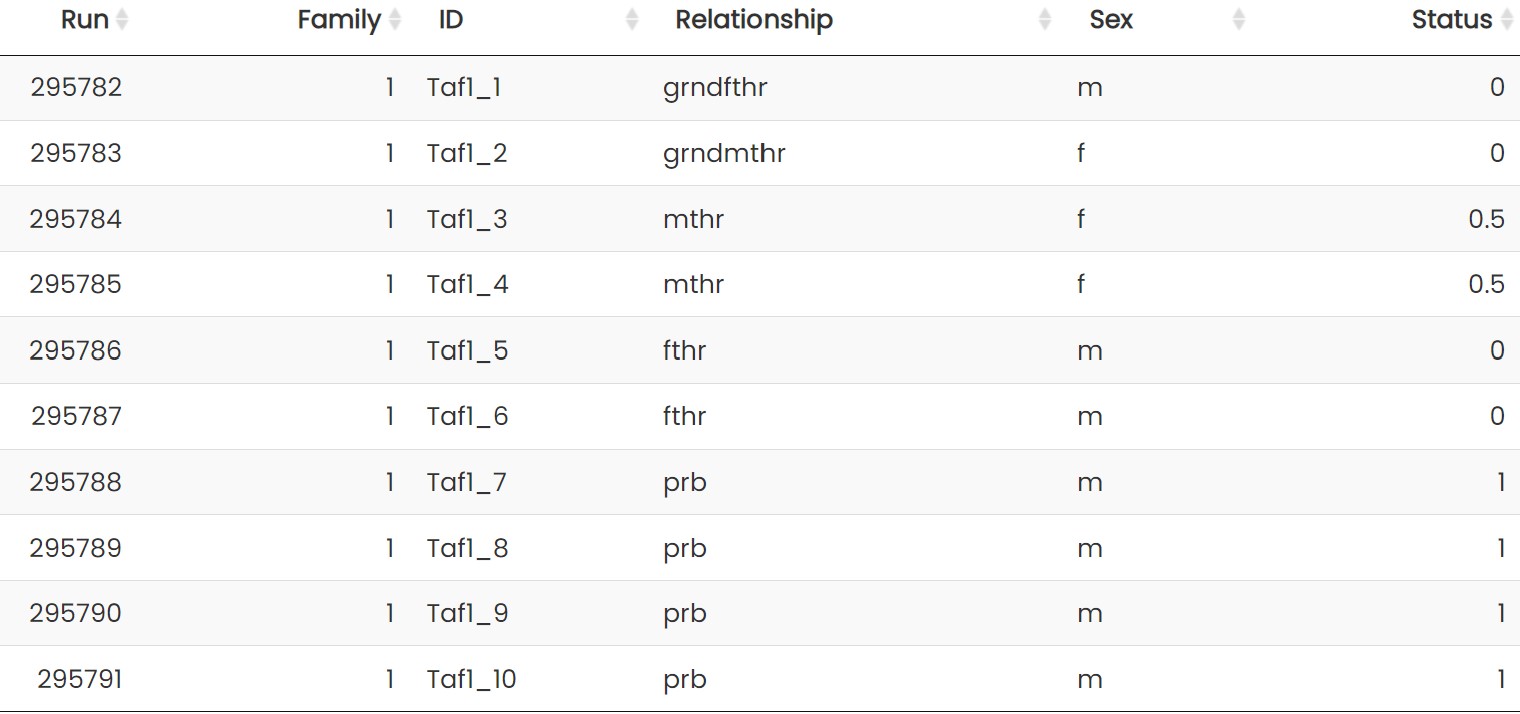 Run Family ID Relationship Sex Status
295782 1 Taf1_1 grndfthr m 0
295783 1 Taf1_2 grndmthr f 0
295784 1 Taf1_3 mthr f 0.5
295785 1 Taf1_4 mthr f 0.5
295786 1 Taf1_5 fthr m 0
295787 1 Taf1_6 fthr m 0
295788 1 Taf1_7 prb m 1
295789 1 Taf1_8 prb m 1
295790 1 Taf1_9 prb m 1
295791 1 Taf1_10 prb m 1